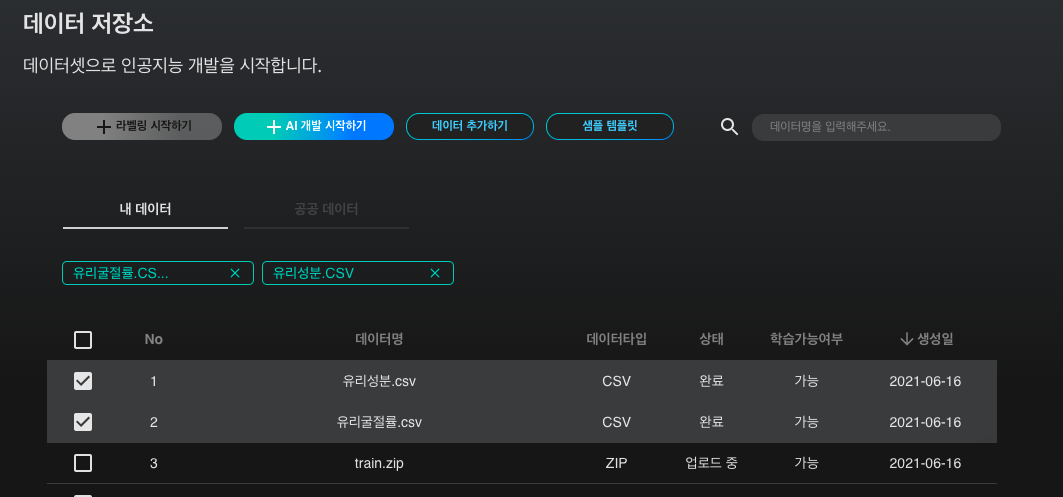 데이터 저장소
데이터셋으로 인공지능 개발을 시작합니다.
라벨링 시작하기
AI 개발 시작하기
데이터 추가하기
샘플 템플릿
데이터명을 입력해주세요.
내 데이터
공공 데이터
유리굴절률.CS...
유리성분.CSV
No 데이터명 데이터타입 상태 학습가능여부 생성일
1 유리성분.csv CSV 완료 가능 2021-06-16
2 유리굴절률.csv CSV 완료 가능 2021-06-16
3 train.zip ZIP 업로드 중 가능 2021-06-16